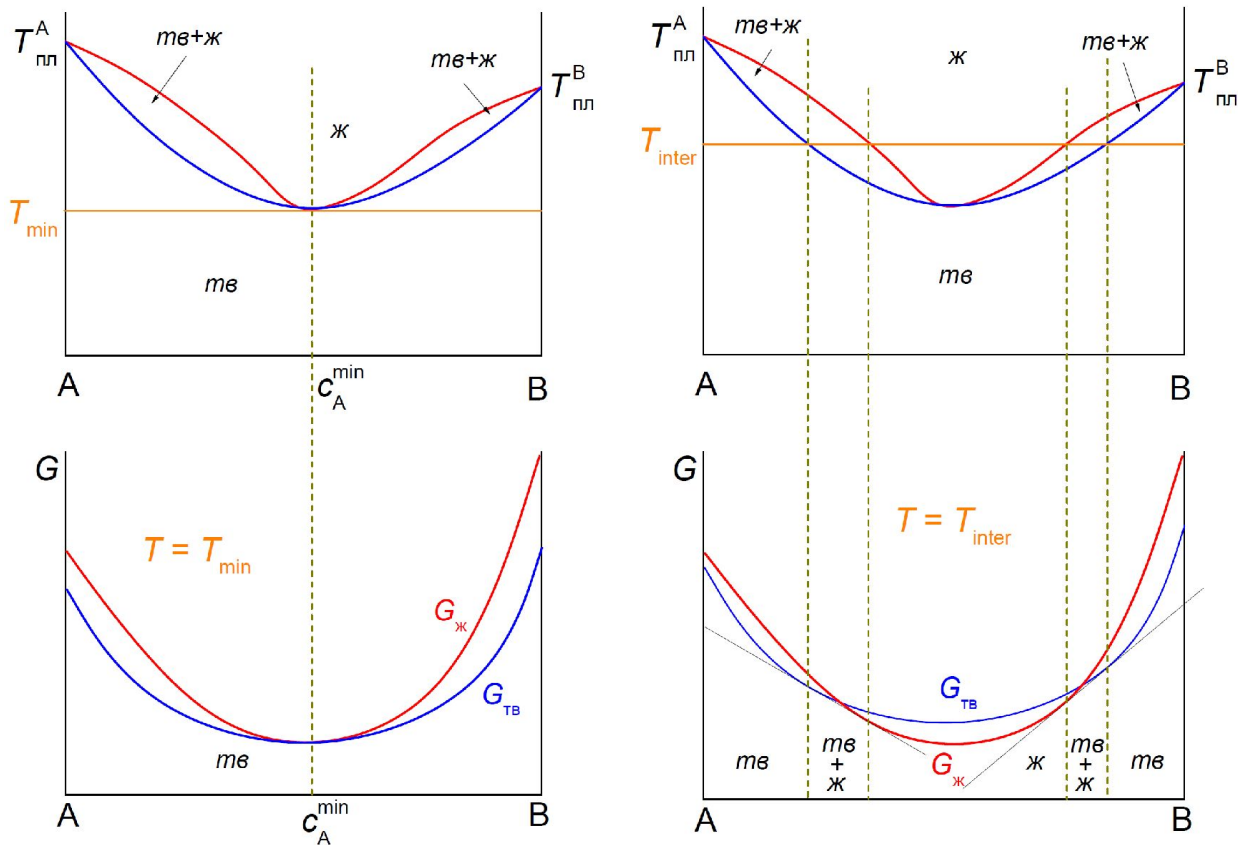 T_пл^A
тв+ж
тв+ж
T_пл^B
ж
T_min
тв
A
c_A^min
B
T_пл^A
тв+ж
ж
тв+ж
T_пл^B
T_inter
тв
A
B
G
T = T_min
G_ж
G_тв
тв
A
c_A^min
B
G
T = T_inter
G_тв
тв
тв
+
ж
G_ж
ж
тв
+
ж
тв
A
B